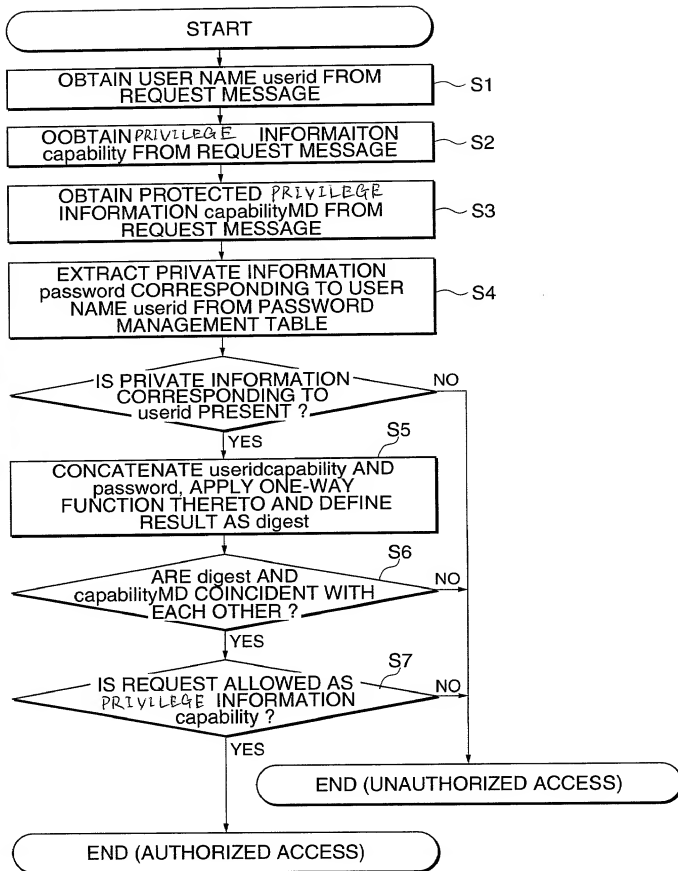 START
OBTAIN USER NAME userid FROM
REQUEST MESSAGE
S1
OOBTAIN PRIVILEGE INFORMAITON
capability FROM REQUEST MESSAGE
S2
OBTAIN PROTECTED PRIVILEGE
INFORMATION capabilityMD FROM
REQUEST MESSAGE
S3
EXTRACT PRIVATE INFORMATION
password CORRESPONDING TO USER
NAME userid FROM PASSWORD
MANAGEMENT TABLE
S4
IS PRIVATE INFORMATION
CORRESPONDING TO
userid PRESENT ?
NO
YES
S5
CONCATENATE useridcapability AND
password, APPLY ONE-WAY
FUNCTION THERETO AND DEFINE
RESULT AS digest
S6
ARE digest AND
capabilityMD COINCIDENT WITH
EACH OTHER ?
NO
YES
S7
IS REQUEST ALLOWED AS
PRIVILEGE INFORMATION
capability ?
NO
YES
END (UNAUTHORIZED ACCESS)
END (AUTHORIZED ACCESS)